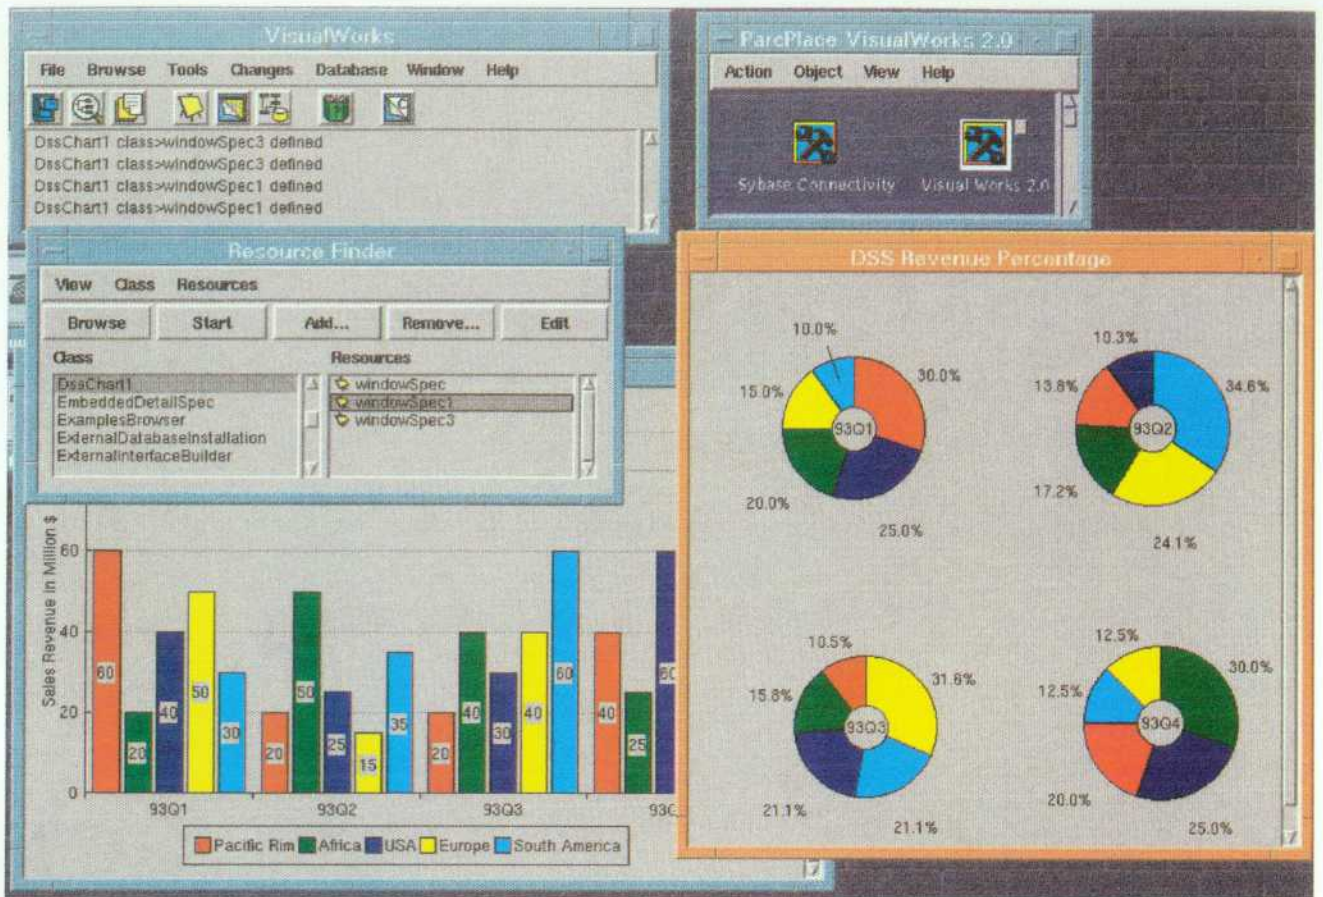 VisualWorks
File Browse Tools Changes Database Window Help
DssChart1 class>windowSpec3 defined
DssChart1 class>windowSpec3 defined
DssChart1 class>windowSpec1 defined
DssChart1 class>windowSpec1 defined
ParcPlace VisualWorks 2.0
Action Object View Help
Sybase Connectivity
Visual Works 2.0
Resource Finder
View Class Resources
Browse Start Add... Remove... Edit
Class
DssChart1
EmbeddedDetailSpec
ExamplesBrowser
ExternalDatabaseInstallation
ExternalInterfaceBuilder
Resources
windowSpec
windowSpec1
windowSpec3
Sales Revenue in Million $
60
40
20
0
60 20 40 50 30
20 50 25 15 35
20 40 30 40 60
40 25
93Q1 93Q2 93Q3
Pacific Rim Africa USA Europe South America
DSS Revenue Percentage
10.0%
30.0%
15.0%
93Q1
20.0%
25.0%
10.3%
34.6%
13.8%
93Q2
17.2%
24.1%
10.5%
31.6%
15.8%
93Q3
21.1%
21.1%
12.5%
30.0%
12.5%
93Q4
20.0%
25.0%